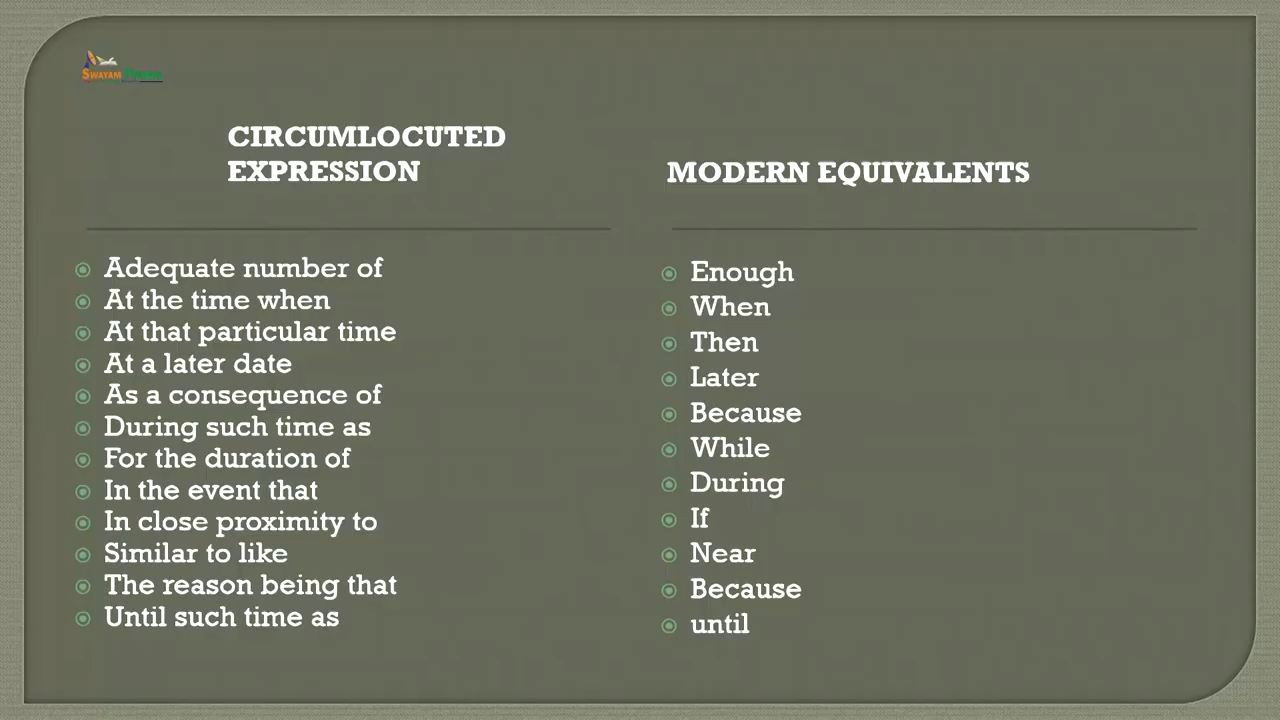 SWAYAM PRABHA
CIRCUMLOCUTED
EXPRESSION
Adequate number of
At the time when
At that particular time
At a later date
As a consequence of
During such time as
For the duration of
In the event that
In close proximity to
Similar to like
The reason being that
Until such time as
MODERN EQUIVALENTS
Enough
When
Then
Later
Because
While
During
If
Near
Because
until